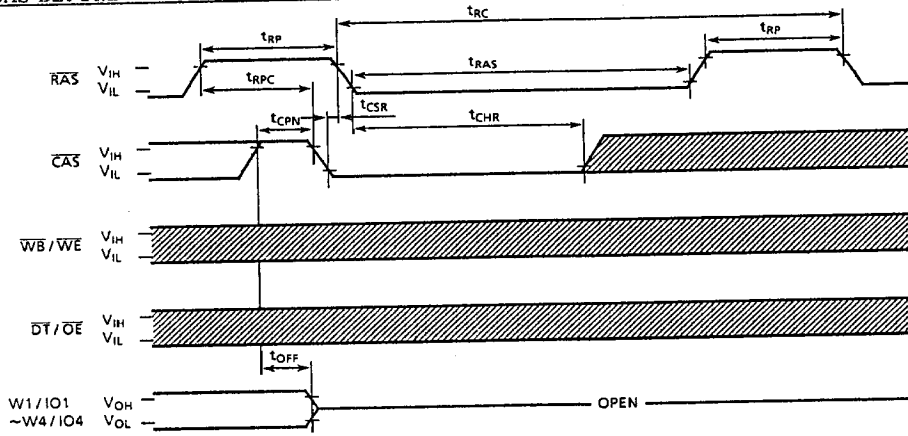 tRC
tRP
tRP
RAS
VIH
VIL
tRAS
tRPC
tCSR
tCPN
tCHR
CAS
VIH
VIL
WB/WE
VIH
VIL
DT/OE
VIH
VIL
tOFF
W1/IO1
~W4/IO4
VOH
VOL
OPEN